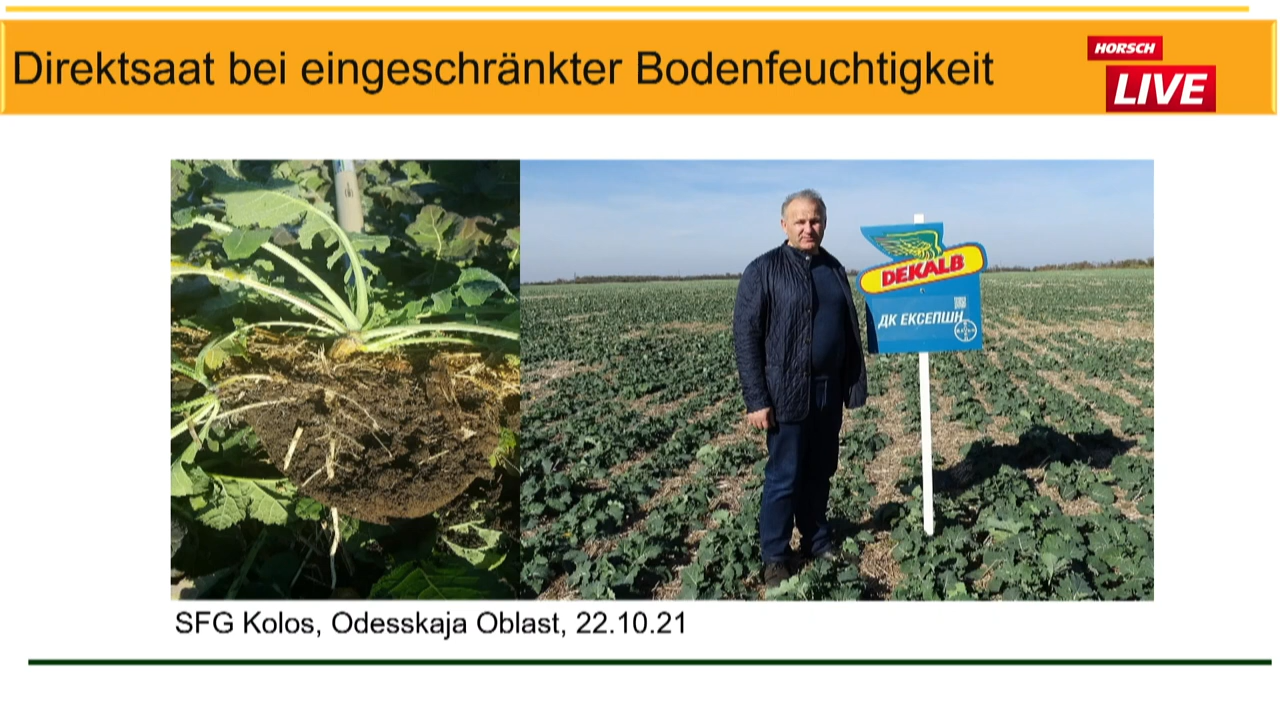 Direktsaat bei eingeschränkter Bodenfeuchtigkeit
HORSCH
LIVE
DEKALB
ДК ЕКСЕПШН
SFG Kolos, Odesskaja Oblast, 22.10.21